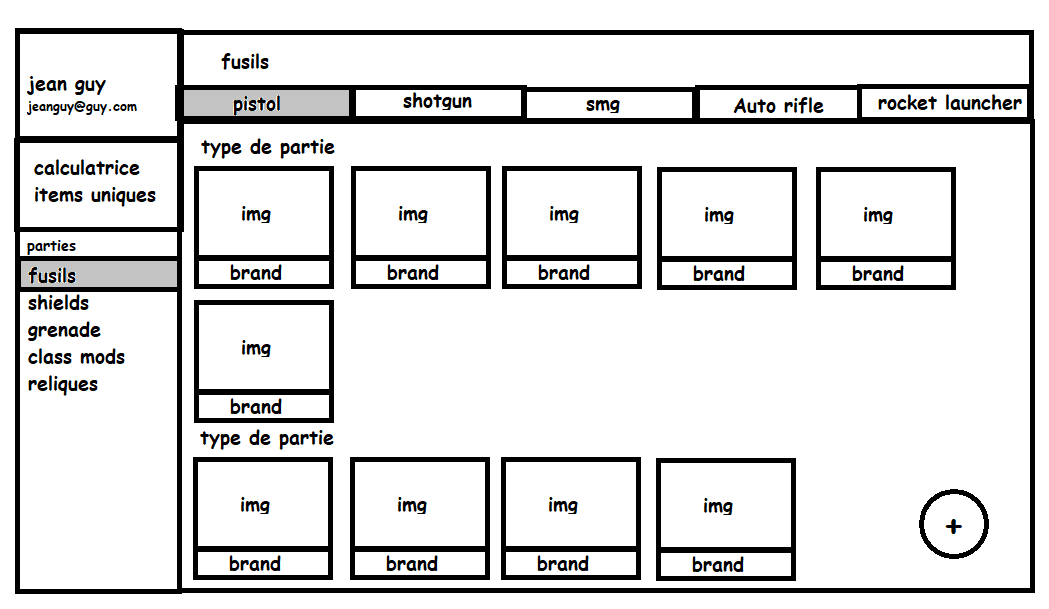 jean guy
jeanguy@guy.com
calculatrice
items uniques
parties
fusils
shields
grenade
class mods
reliques
fusils
pistol shotgun smg Auto rifle rocket launcher
type de partie
img img img img img
brand brand brand brand brand
img
brand
type de partie
img img img img
brand brand brand brand
+